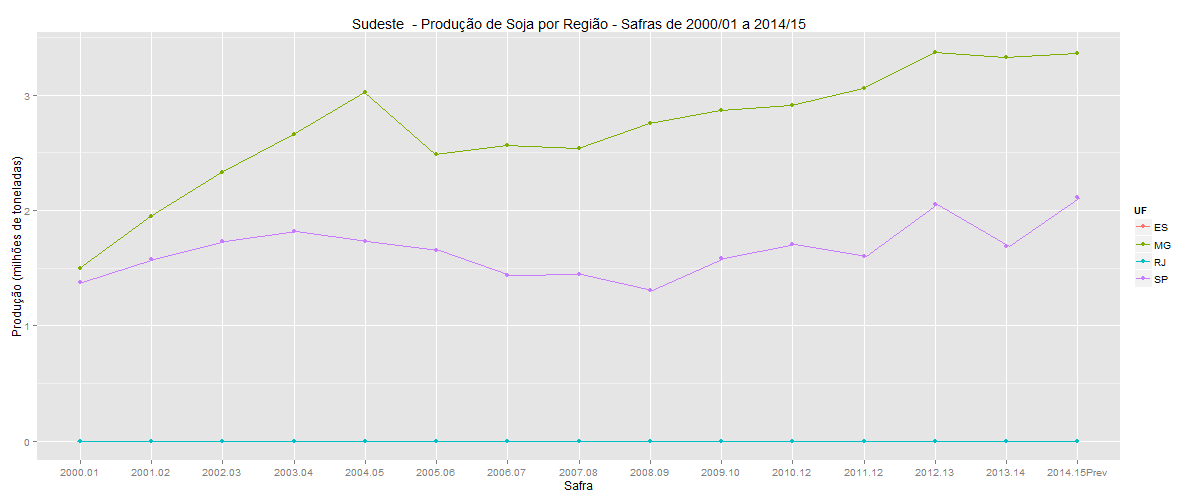 Sudeste  - Produção de Soja por Região - Safras de 2000/01 a 2014/15
Produção (milhões de toneladas)
3
2
1
0
2000.01 2001.02 2002.03 2003.04 2004.05 2005.06 2006.07 2007.08 2008.09 2009.10 2010.12 2011.12 2012.13 2013.14 2014.15Prev
Safra
UF
ES
MG
RJ
SP